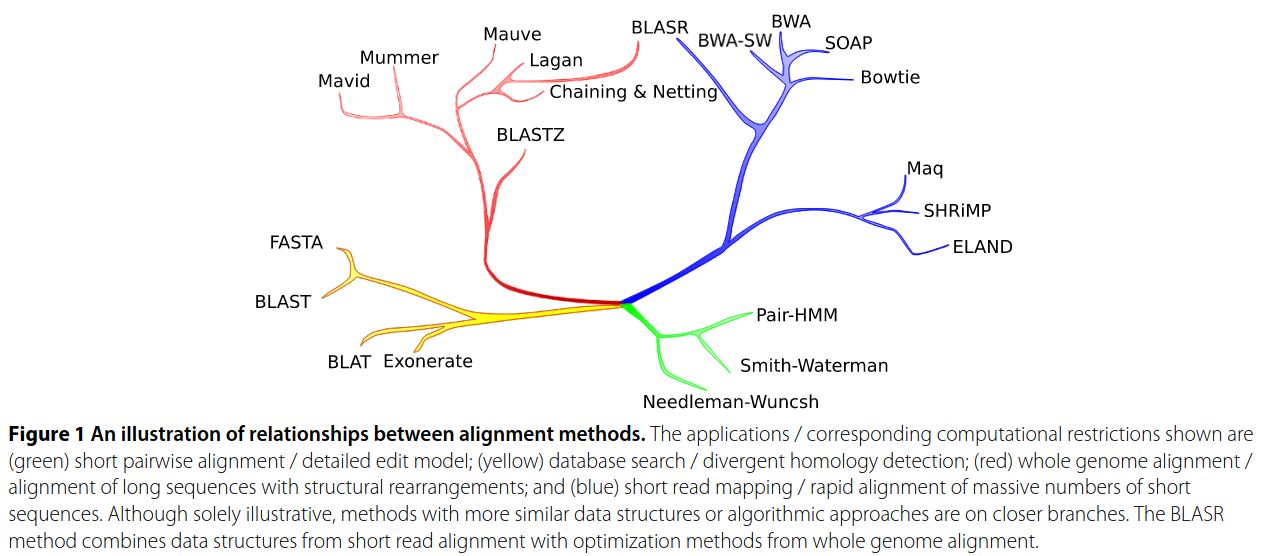 BWA
BLASR
BWA-SW
SOAP
Mauve
Mummer
Lagan
Bowtie
Mavid
Chaining & Netting
BLASTZ
Maq
SHRiMP
FASTA
ELAND
BLAST
Pair-HMM
BLAT
Exonerate
Smith-Waterman
Needleman-Wuncsh
Figure 1 An illustration of relationships between alignment methods. The applications / corresponding computational restrictions shown are
(green) short pairwise alignment / detailed edit model; (yellow) database search / divergent homology detection; (red) whole genome alignment /
alignment of long sequences with structural rearrangements; and (blue) short read mapping / rapid alignment of massive numbers of short
sequences. Although solely illustrative, methods with more similar data structures or algorithmic approaches are on closer branches. The BLASR
method combines data structures from short read alignment with optimization methods from whole genome alignment.